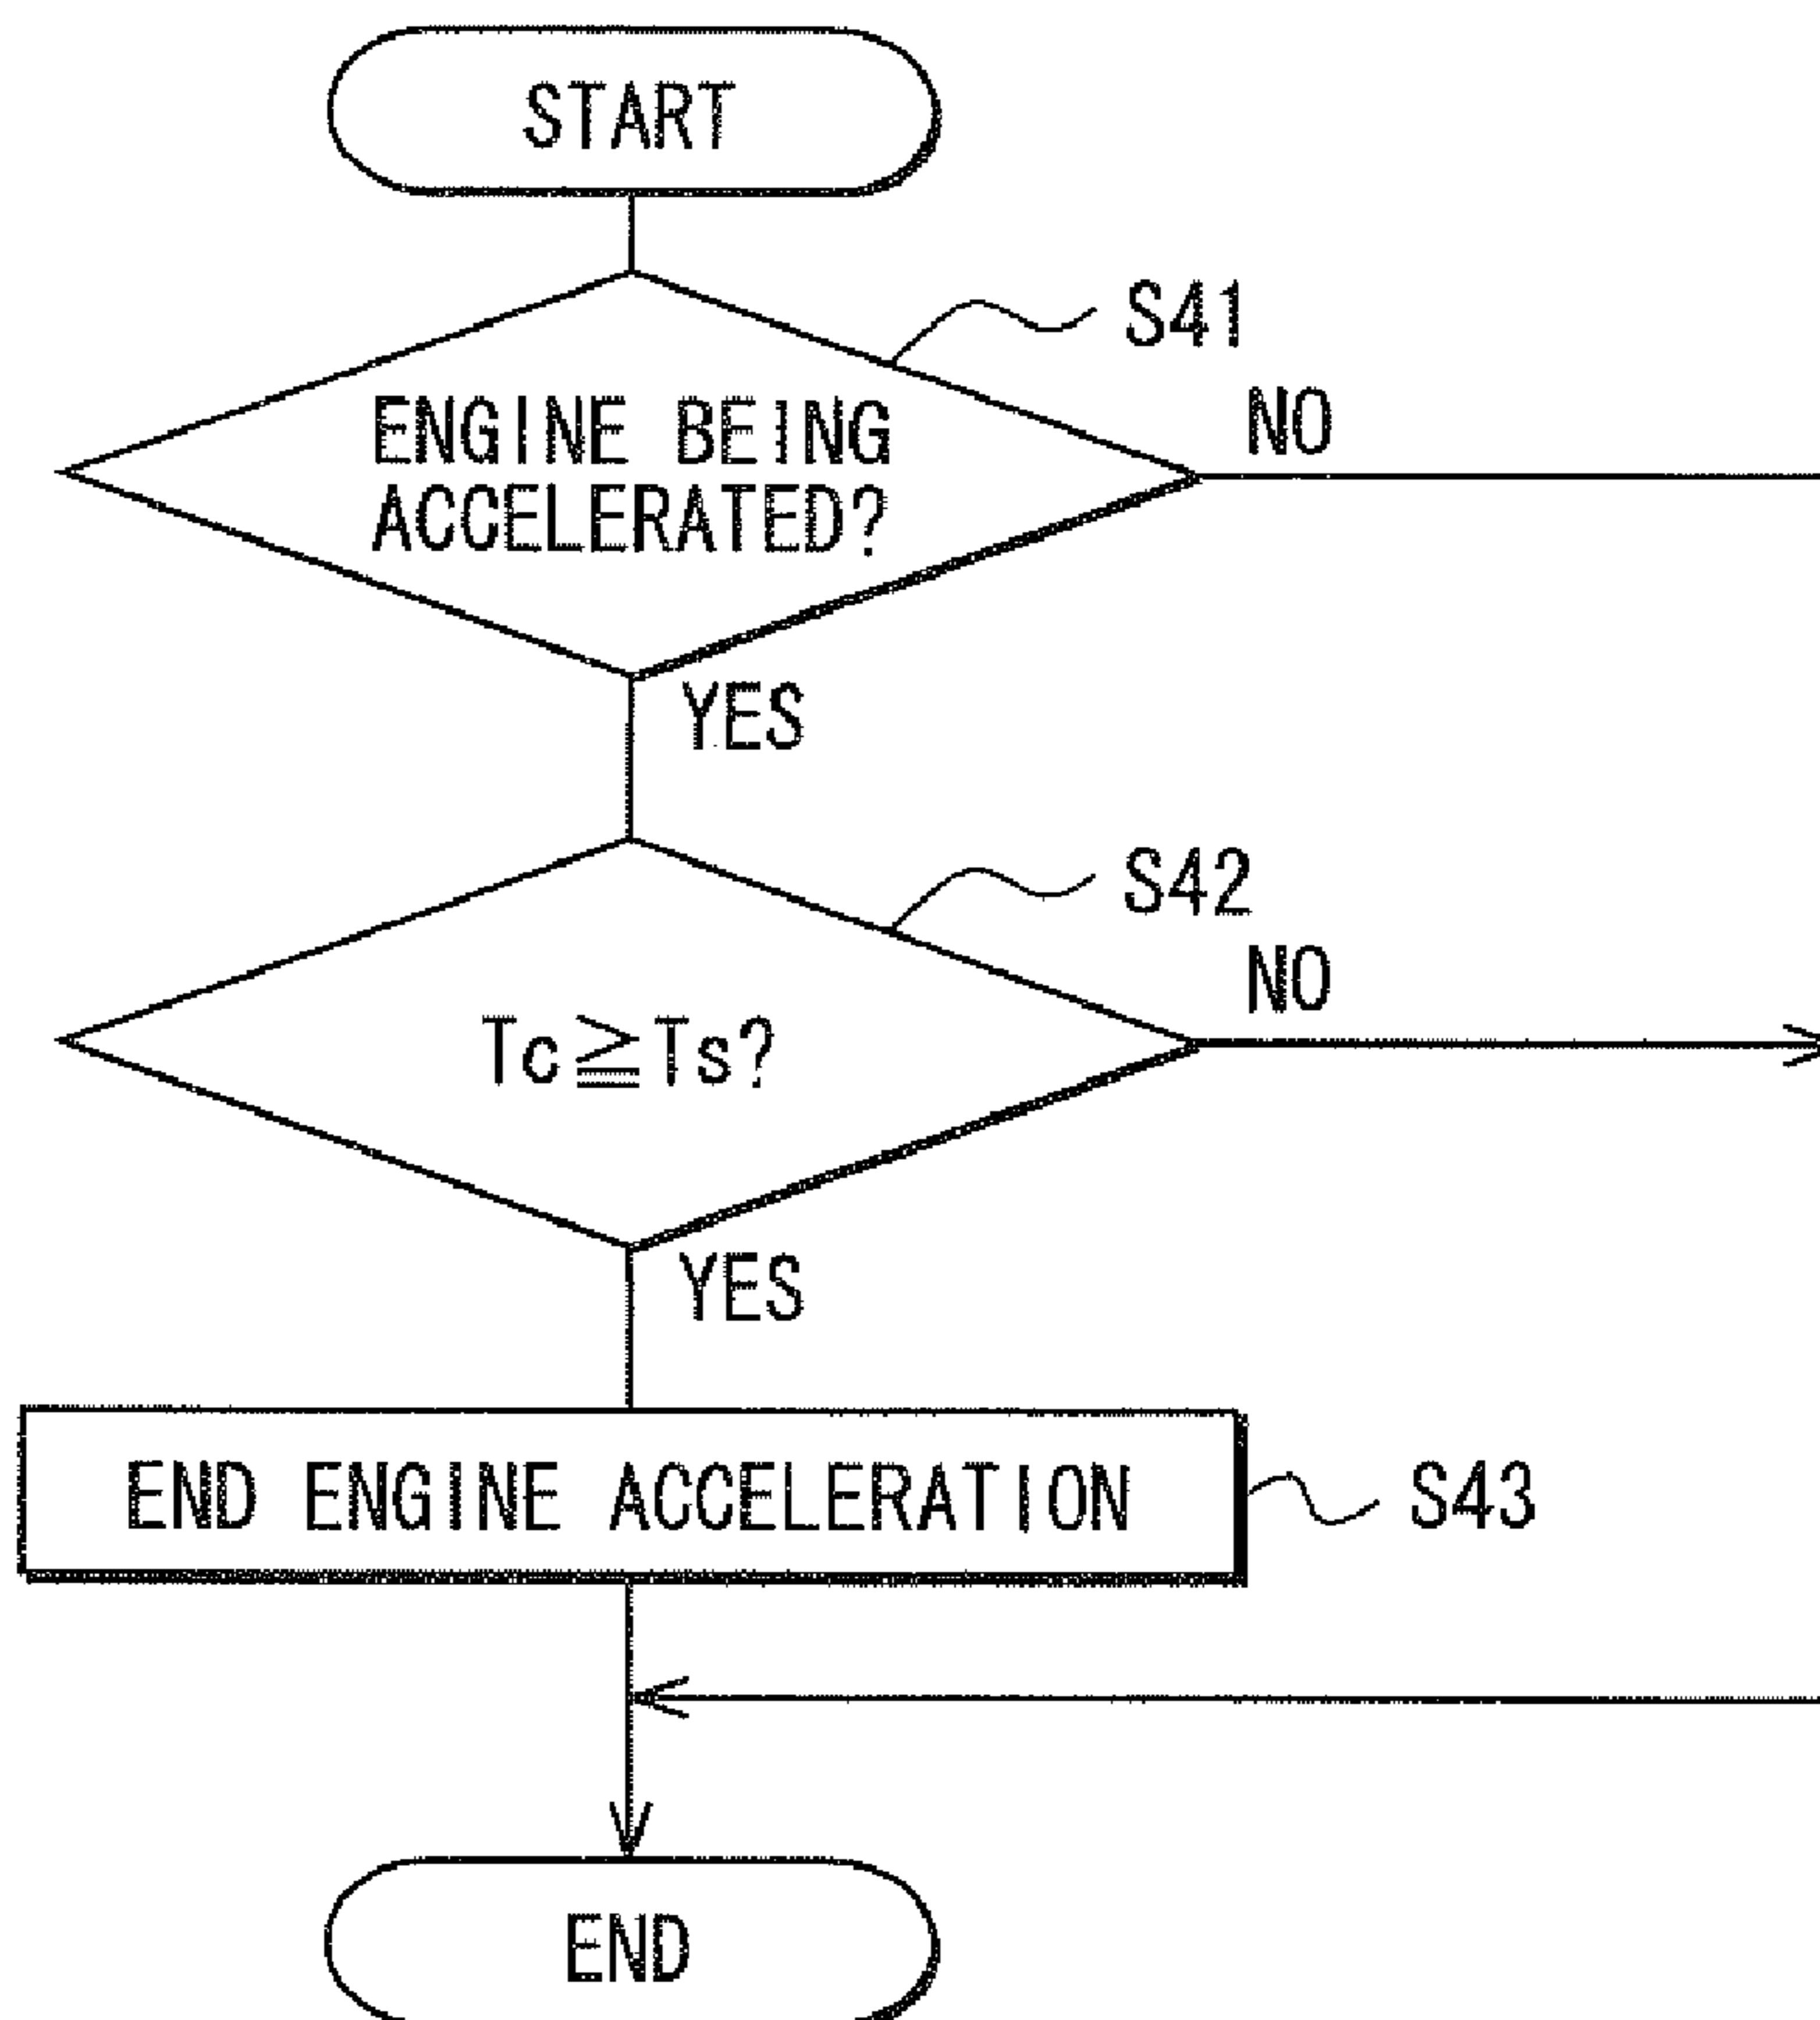 START
S41
NO
ENGINE BEING
ACCELERATED?
YES
S42
NO
Tc≧Ts?
YES
END ENGINE ACCELERATION
S43
END